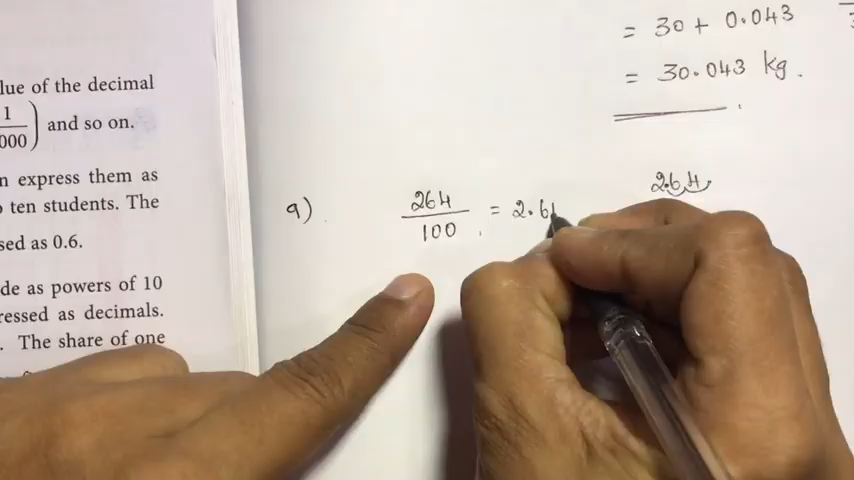 lue of the decimal
1
000) and so on.
n express them as
o ten students. The
sed as 0.6.
de as powers of 10
ressed as decimals.
. The share of one
= 30 + 0.043
= 30.043 kg.
2.64.
9) 264/100 = 2.6